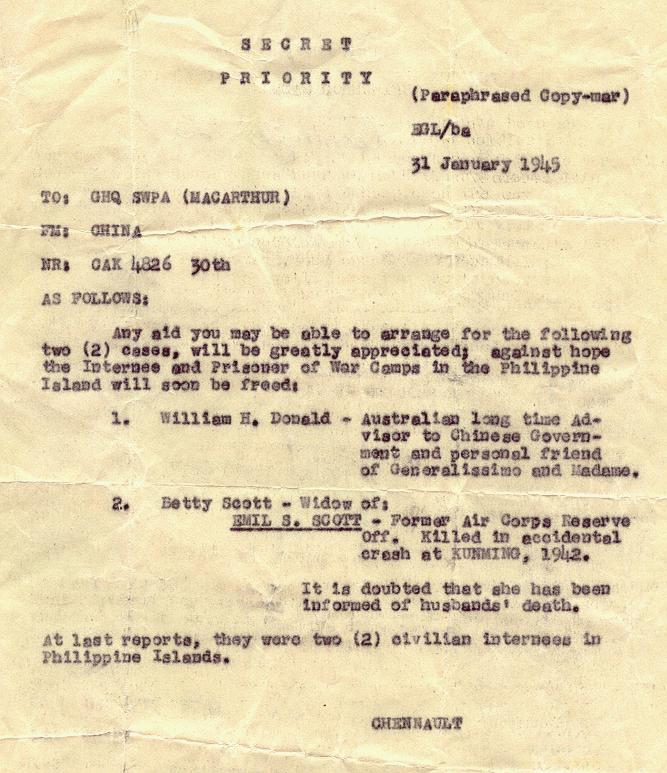 SECRET
PRIORITY
(Paraphrased Copy-mar)
EGL/ba
31 January 1945
TO: GHQ SWPA (MACARTHUR)
FM: CHINA
NR: CAK 4826 30th
AS FOLLOWS:
Any aid you may be able to arrange for the following
two (2) cases, will be greatly appreciated; against hope
the Internee and Prisoner of War Camps in the Philippine
Island will soon be freed:
1. William H. Donald - Australian long time Ad-
visor to Chinese Govern-
ment and personal friend
of Generalissimo and Madame.
2. Betty Scott - Widow of:
EMIL S. SCOTT - Former Air Corps Reserve
Off. Killed in accidental
crash at KUNMING, 1942.
It is doubted that she has been
informed of husbands' death.
At last reports, they were two (2) civilian internees in
Philippine Islands.
CHENNAULT